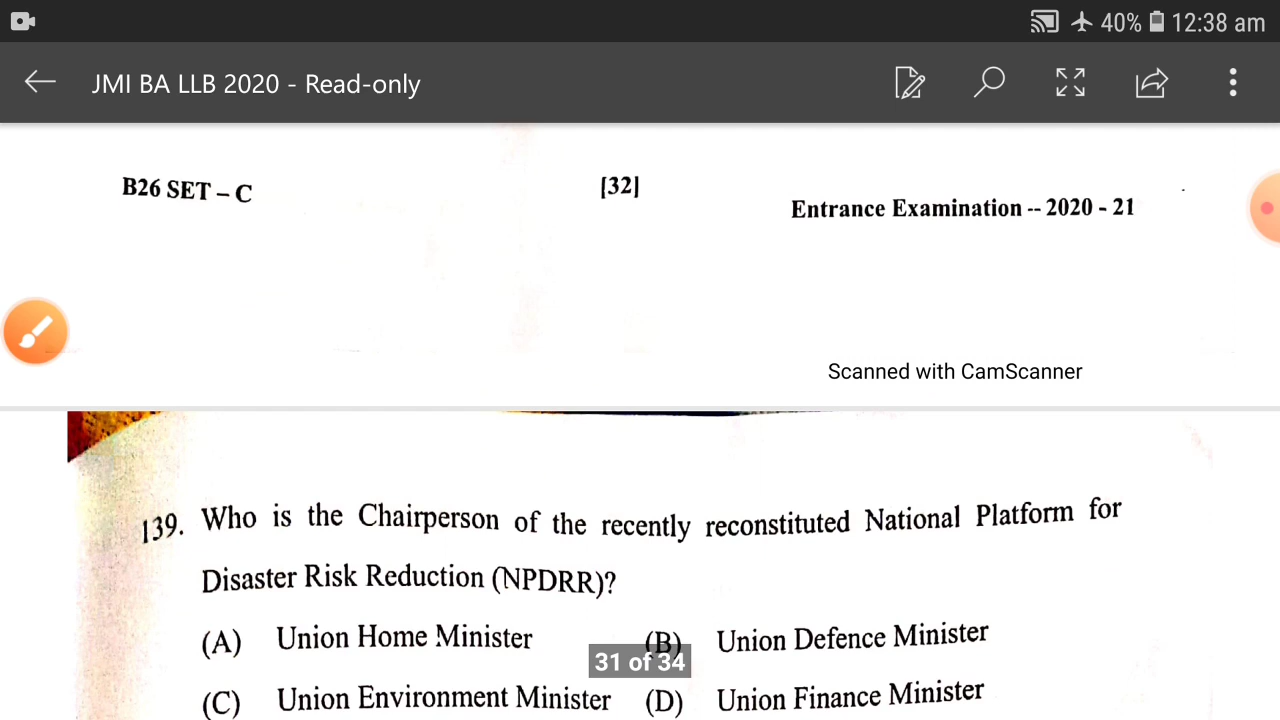 40% 12:38 am
JMI BA LLB 2020 - Read-only
B26 SET – C [32] Entrance Examination -- 2020 - 21
Scanned with CamScanner
139. Who is the Chairperson of the recently reconstituted National Platform for
Disaster Risk Reduction (NPDRR)?
(A) Union Home Minister (B) Union Defence Minister
31 of 34
(C) Union Environment Minister (D) Union Finance Minister